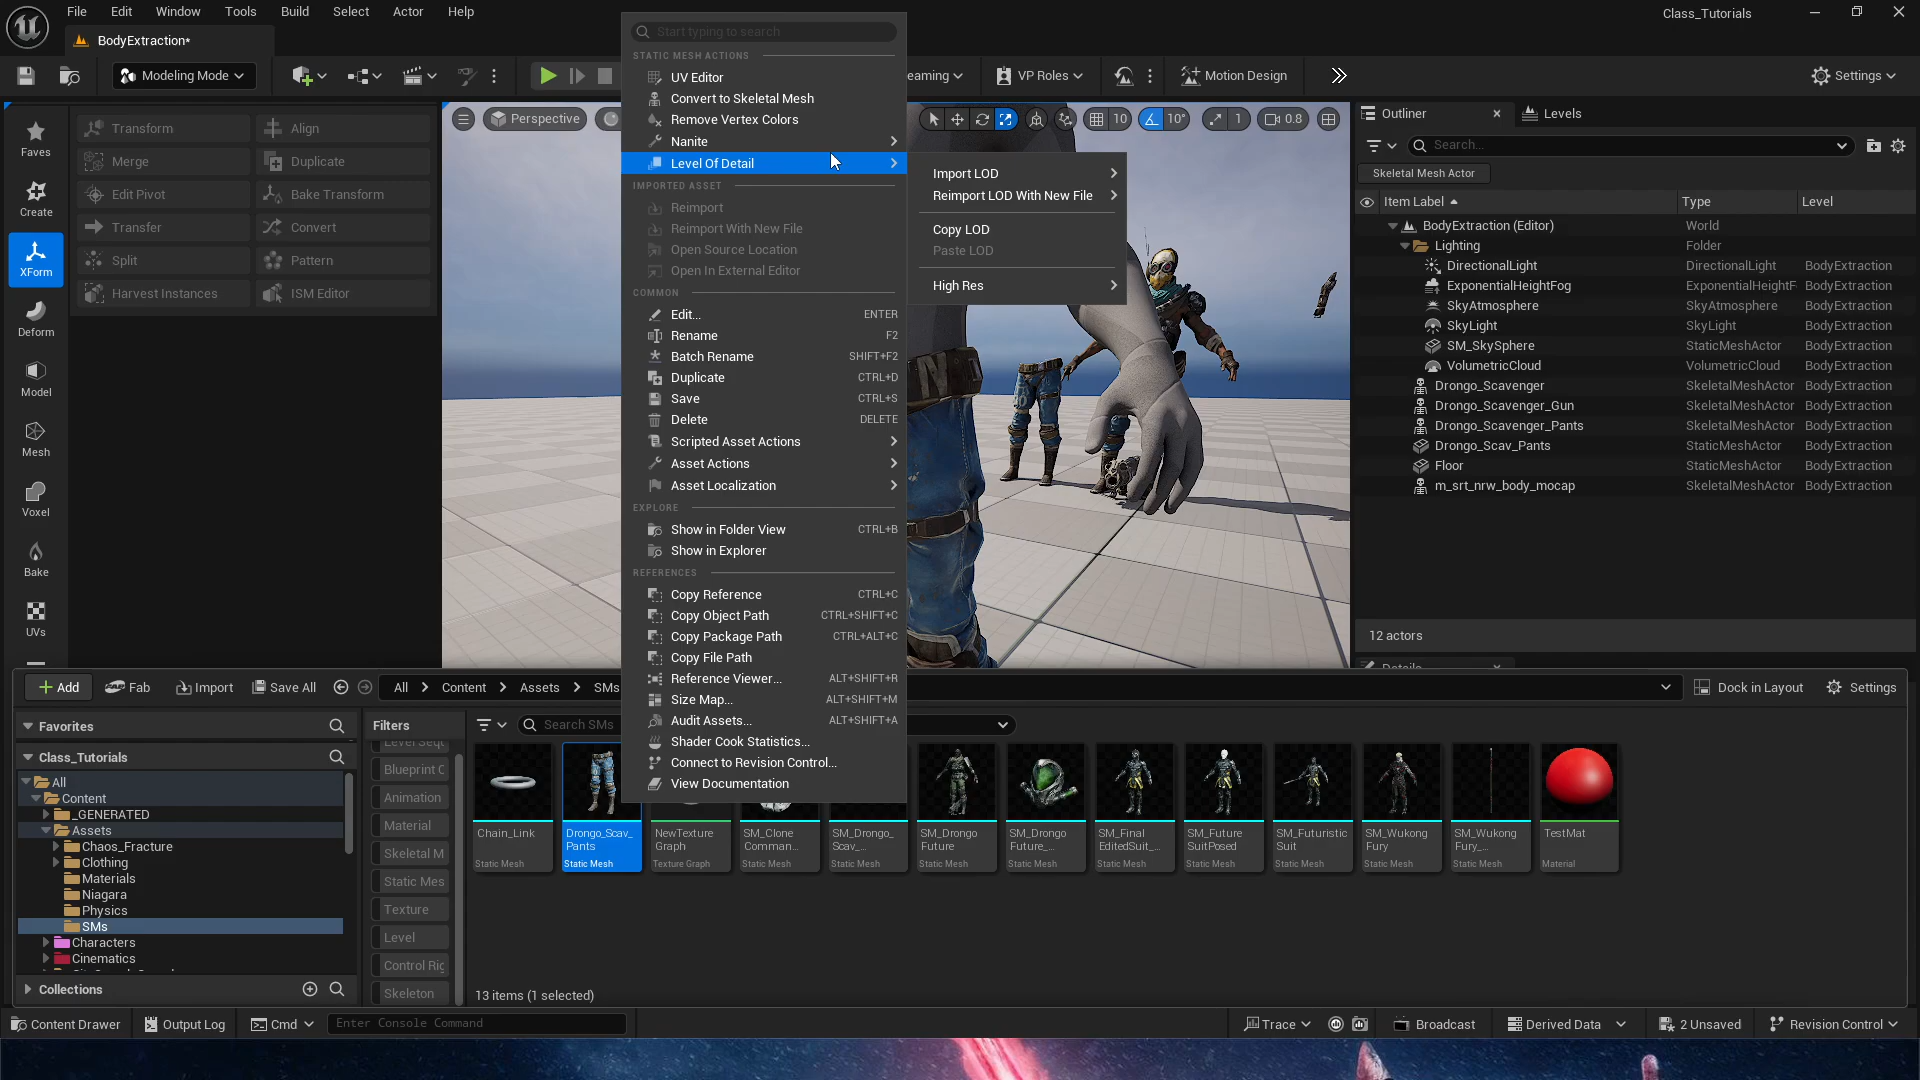 File Edit Window Tools Build Select Actor Help
Class_Tutorials
BodyExtraction*
Modeling Mode
eaming
VP Roles
Motion Design
Settings
Start typing to search
STATIC MESH ACTIONS
UV Editor
Convert to Skeletal Mesh
Remove Vertex Colors
Nanite
Level Of Detail
IMPORTED ASSET
Reimport
Reimport With New File
Open Source Location
Open In External Editor
COMMON
Edit... ENTER
Rename F2
Batch Rename SHIFT+F2
Duplicate CTRL+D
Save CTRL+S
Delete DELETE
Scripted Asset Actions
Asset Actions
Asset Localization
EXPLORE
Show in Folder View CTRL+B
Show in Explorer
REFERENCES
Copy Reference CTRL+C
Copy Object Path CTRL+SHIFT+C
Copy Package Path CTRL+ALT+C
Copy File Path
Reference Viewer... ALT+SHIFT+R
Size Map... ALT+SHIFT+M
Audit Assets... ALT+SHIFT+A
Shader Cook Statistics...
Connect to Revision Control...
View Documentation
Import LOD
Reimport LOD With New File
Copy LOD
Paste LOD
High Res
Faves
Create
XForm
Deform
Model
Mesh
Voxel
Bake
UVs
Transform Align
Merge Duplicate
Edit Pivot Bake Transform
Transfer Convert
Split Pattern
Harvest Instances ISM Editor
Perspective
10 10° 1 0.8
Outliner Levels
Search...
Skeletal Mesh Actor
Item Label Type Level
BodyExtraction (Editor) World
Lighting Folder
DirectionalLight DirectionalLight BodyExtraction
ExponentialHeightFog ExponentialHeightF BodyExtraction
SkyAtmosphere SkyAtmosphere BodyExtraction
SkyLight SkyLight BodyExtraction
SM_SkySphere StaticMeshActor BodyExtraction
VolumetricCloud VolumetricCloud BodyExtraction
Drongo_Scavenger SkeletalMeshActor BodyExtraction
Drongo_Scavenger_Gun SkeletalMeshActor BodyExtraction
Drongo_Scavenger_Pants SkeletalMeshActor BodyExtraction
Drongo_Scav_Pants StaticMeshActor BodyExtraction
Floor StaticMeshActor BodyExtraction
m_srt_nrw_body_mocap SkeletalMeshActor BodyExtraction
12 actors
Details
Add Fab Import Save All All Content Assets SMs
Dock in Layout Settings
Favorites
Class_Tutorials
All
Content
_GENERATED
Assets
Chaos_Fracture
Clothing
Materials
Niagara
Physics
SMs
Characters
Cinematics
Collections
Filters
Level Sequ
Blueprint C
Animation
Material
Skeletal M
Static Mes
Texture
Level
Control Rig
Skeleton
Search SMs
Chain_Link
Static Mesh
Drongo_Scav_
Pants
Static Mesh
NewTexture
Graph
Texture Graph
SM_Clone
Comman...
Static Mesh
SM_Drongo_
Scav_...
Static Mesh
SM_Drongo
Future
Static Mesh
SM_Drongo
Future_...
Static Mesh
SM_Final
EditedSuit_...
Static Mesh
SM_Future
SuitPosed
Static Mesh
SM_Futuristic
Suit
Static Mesh
SM_Wukong
Fury
Static Mesh
SM_Wukong
Fury_...
Static Mesh
TestMat
Material
13 items (1 selected)
Content Drawer Output Log Cmd Enter Console Command
Trace Broadcast Derived Data 2 Unsaved Revision Control